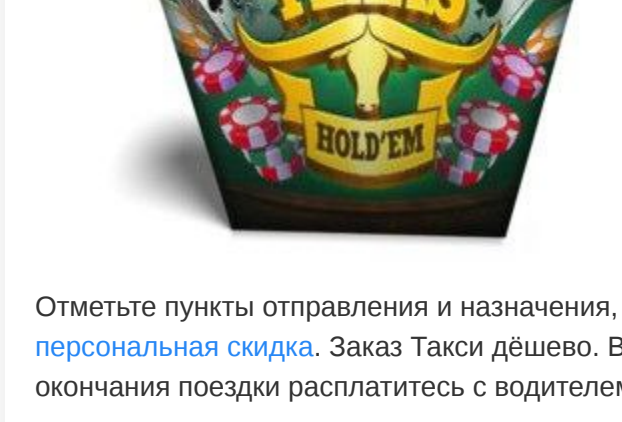 HOLD'EM
Отметьте пункты отправления и назначения,
персональная скидка. Заказ Такси дёшево. В
окончания поездки расплатитесь с водителем